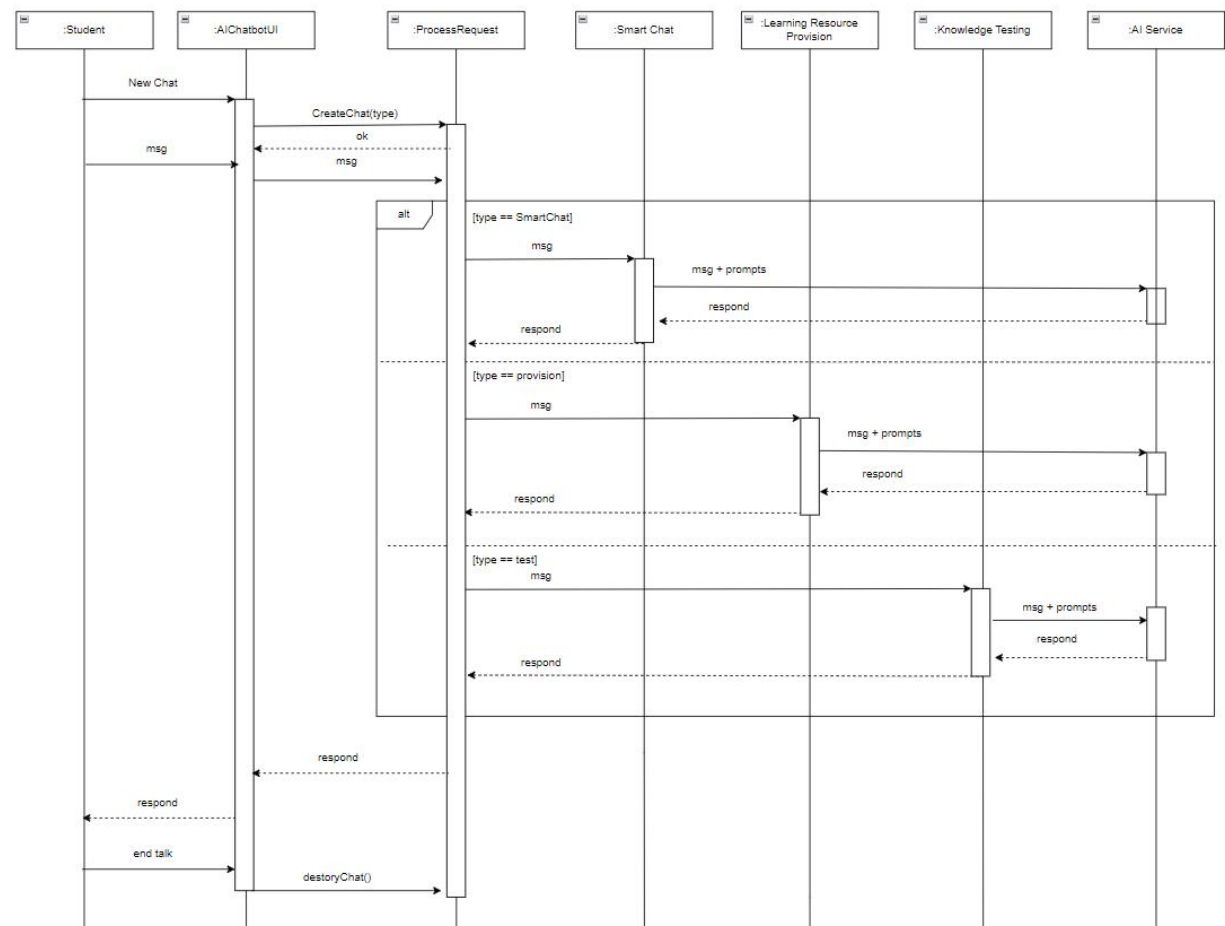 :Student
:AIChatbotUI
:ProcessRequest
:Smart Chat
:Learning Resource
Provision
:Knowledge Testing
:AI Service
New Chat
CreateChat(type)
ok
msg
msg
alt
[type == SmartChat]
msg
msg + prompts
respond
respond
[type == provision]
msg
msg + prompts
respond
respond
[type == test]
msg
msg + prompts
respond
respond
respond
respond
end talk
destoryChat()